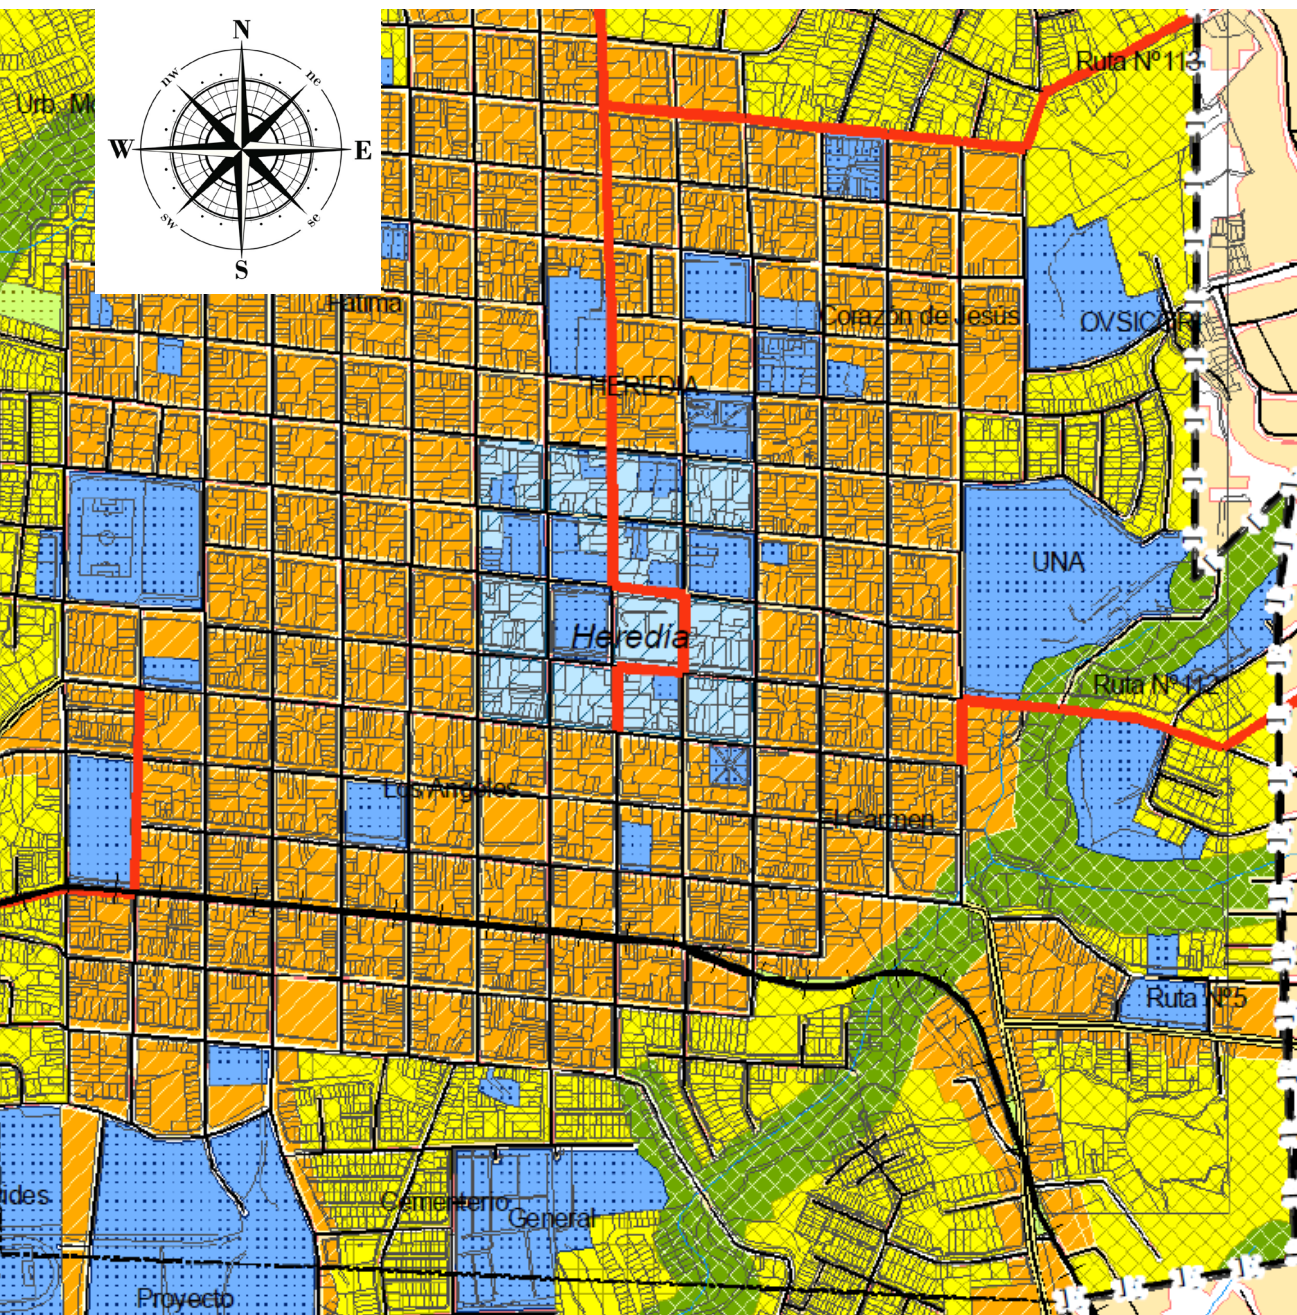 N
nw
ne
W
E
sw
se
S
Ruta Nº113
Fátima
Corazón de Jesús
OVSICORI
HEREDIA
UNA
Heredia
Ruta Nº112
Los Angeles
El Carmen
Ruta Nº5
Cementerio
General
Proyecto